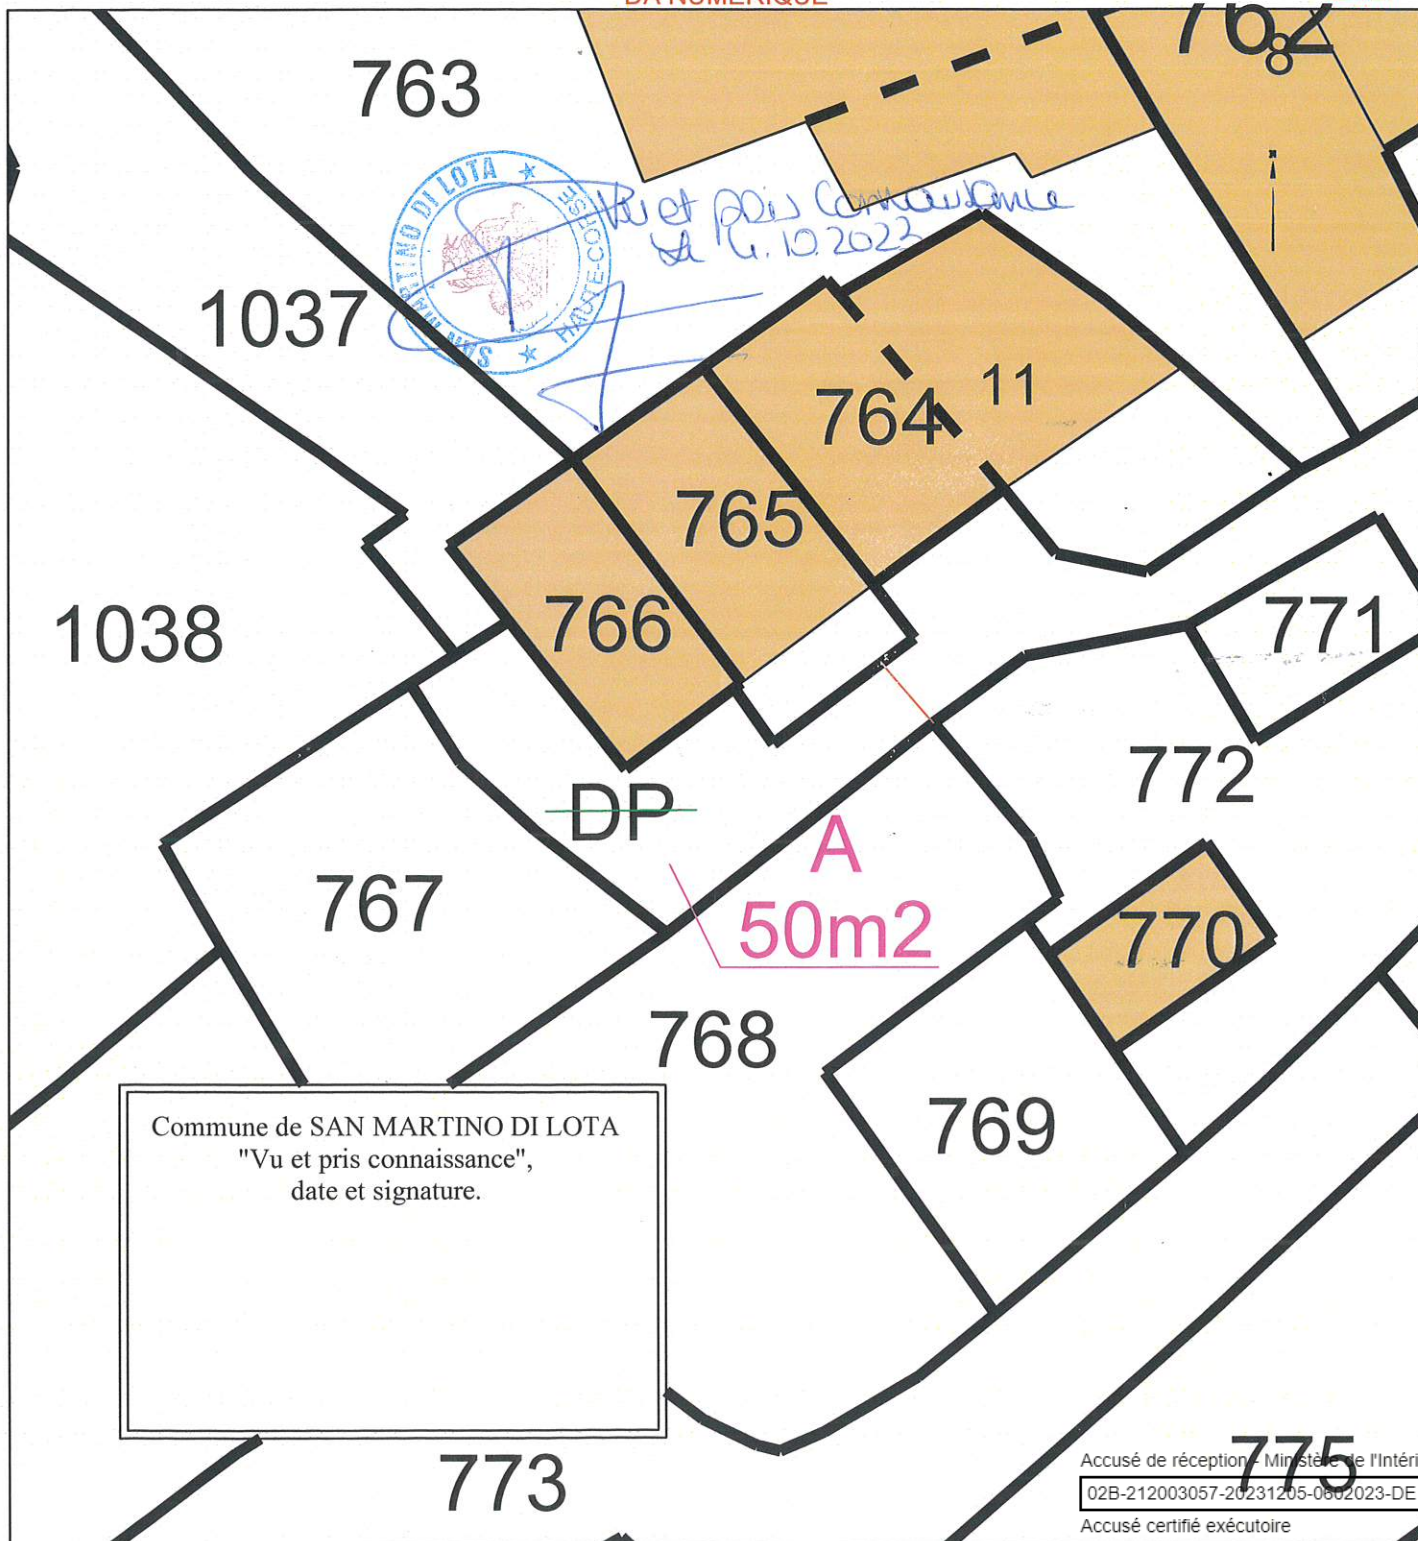 DA NUMERIQUE
762
8
763
SAN MARTINO DI LOTA ★ HAUTE-CORSE ★
Vu et pris Connaissance
le 4.10.2023
1037
764
11
765
766
771
1038
772
DP
A
50m2
767
770
768
769
Commune de SAN MARTINO DI LOTA
"Vu et pris connaissance",
date et signature.
773
775
Accusé de réception - Ministère de l'Intéri
02B-212003057-20231205-0602023-DE
Accusé certifié exécutoire